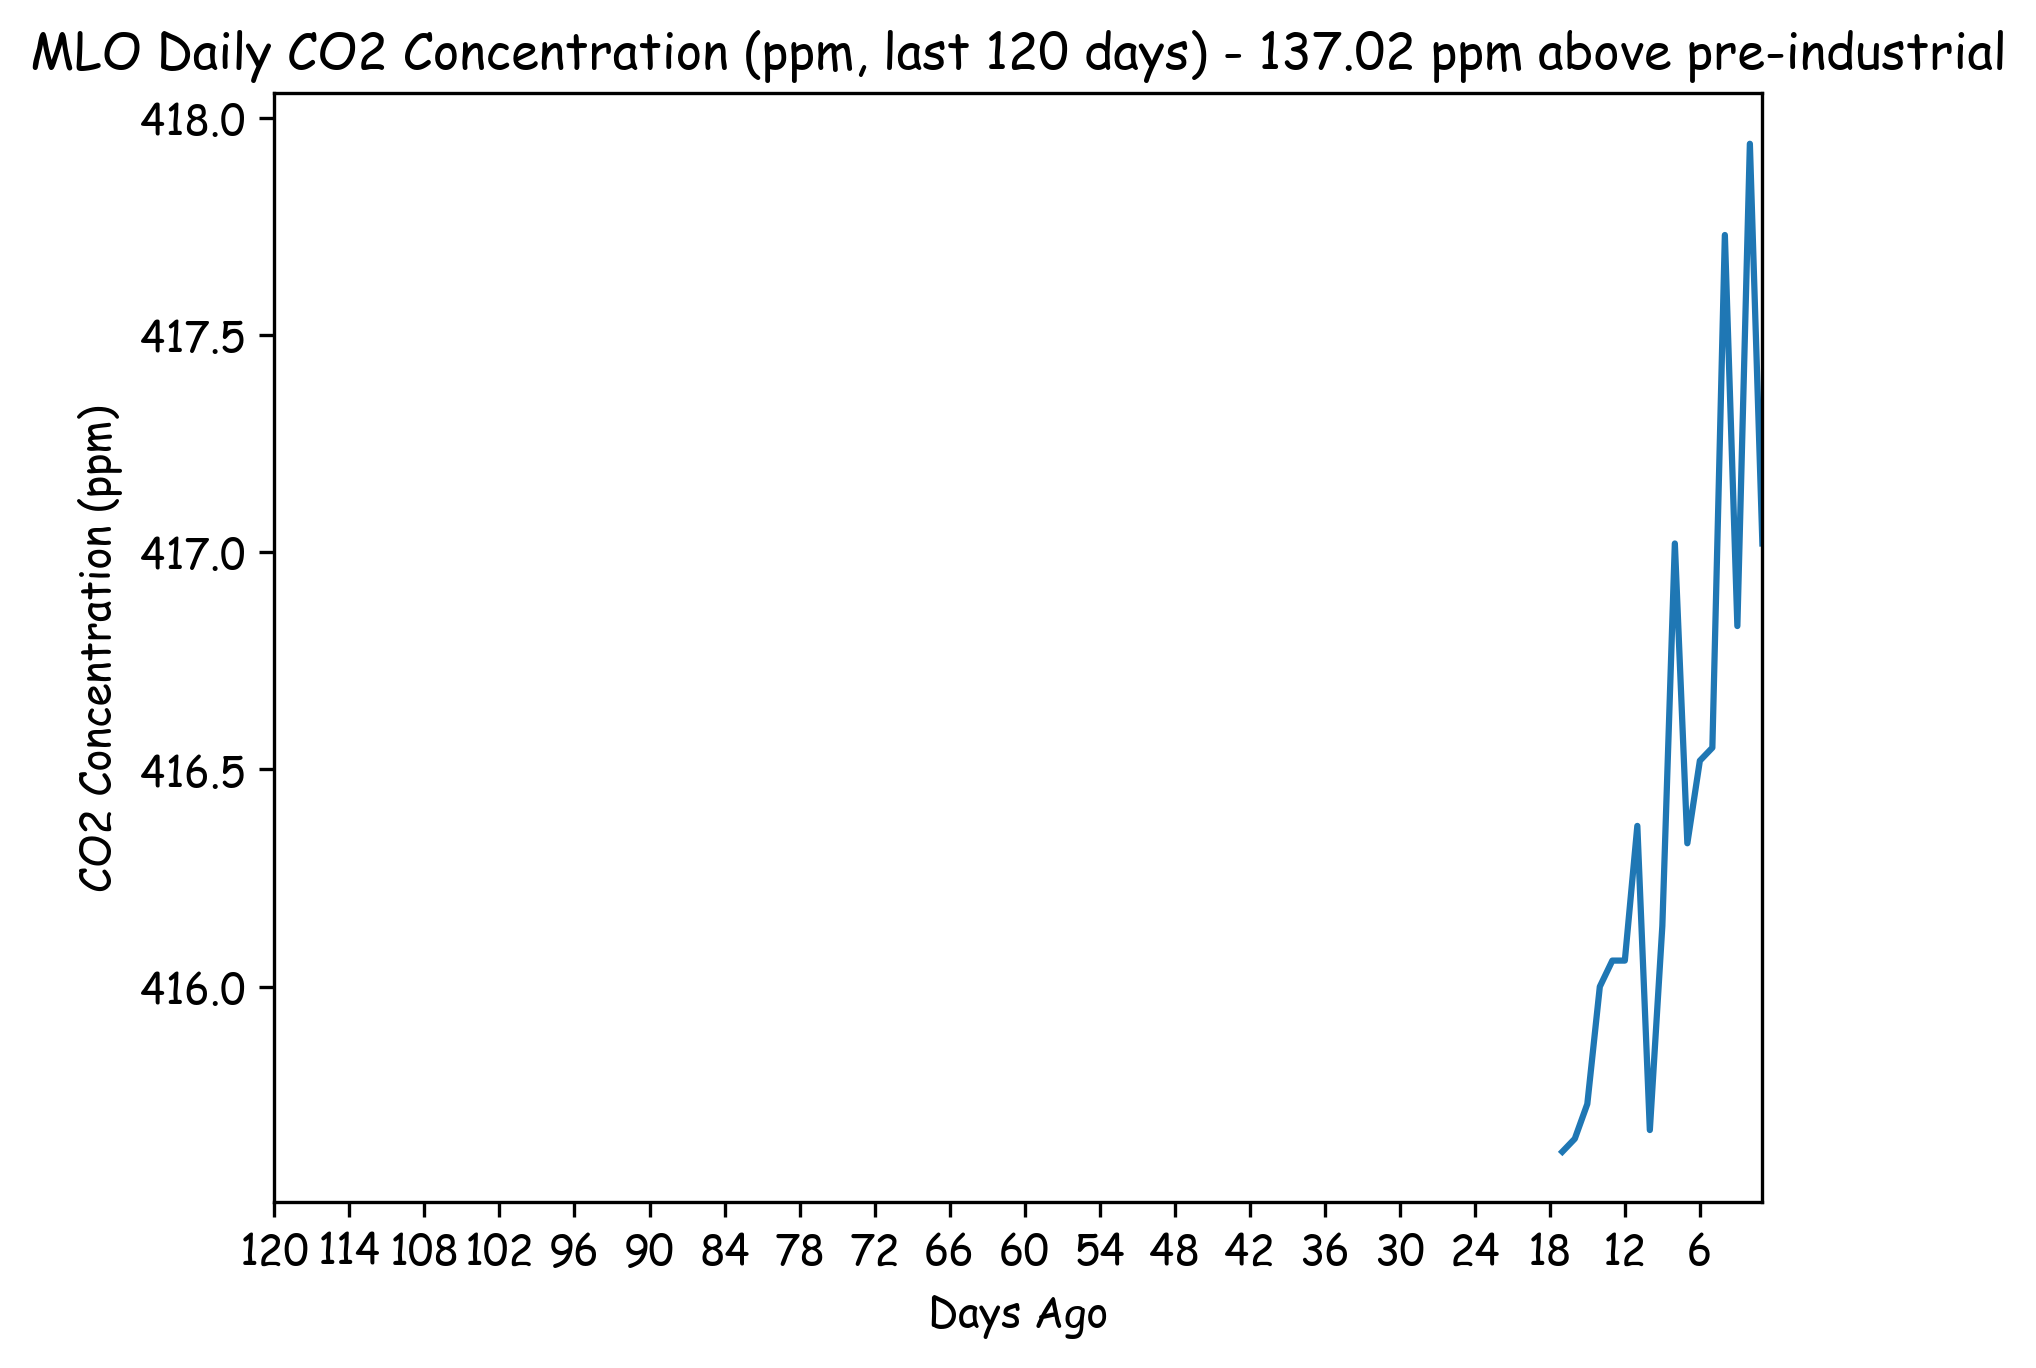 MLO Daily CO2 Concentration (ppm, last 120 days) - 137.02 ppm above pre-industrial
418.0
417.5
417.0
416.5
416.0
CO2 Concentration (ppm)
120 114 108 102 96 90 84 78 72 66 60 54 48 42 36 30 24 18 12 6
Days Ago